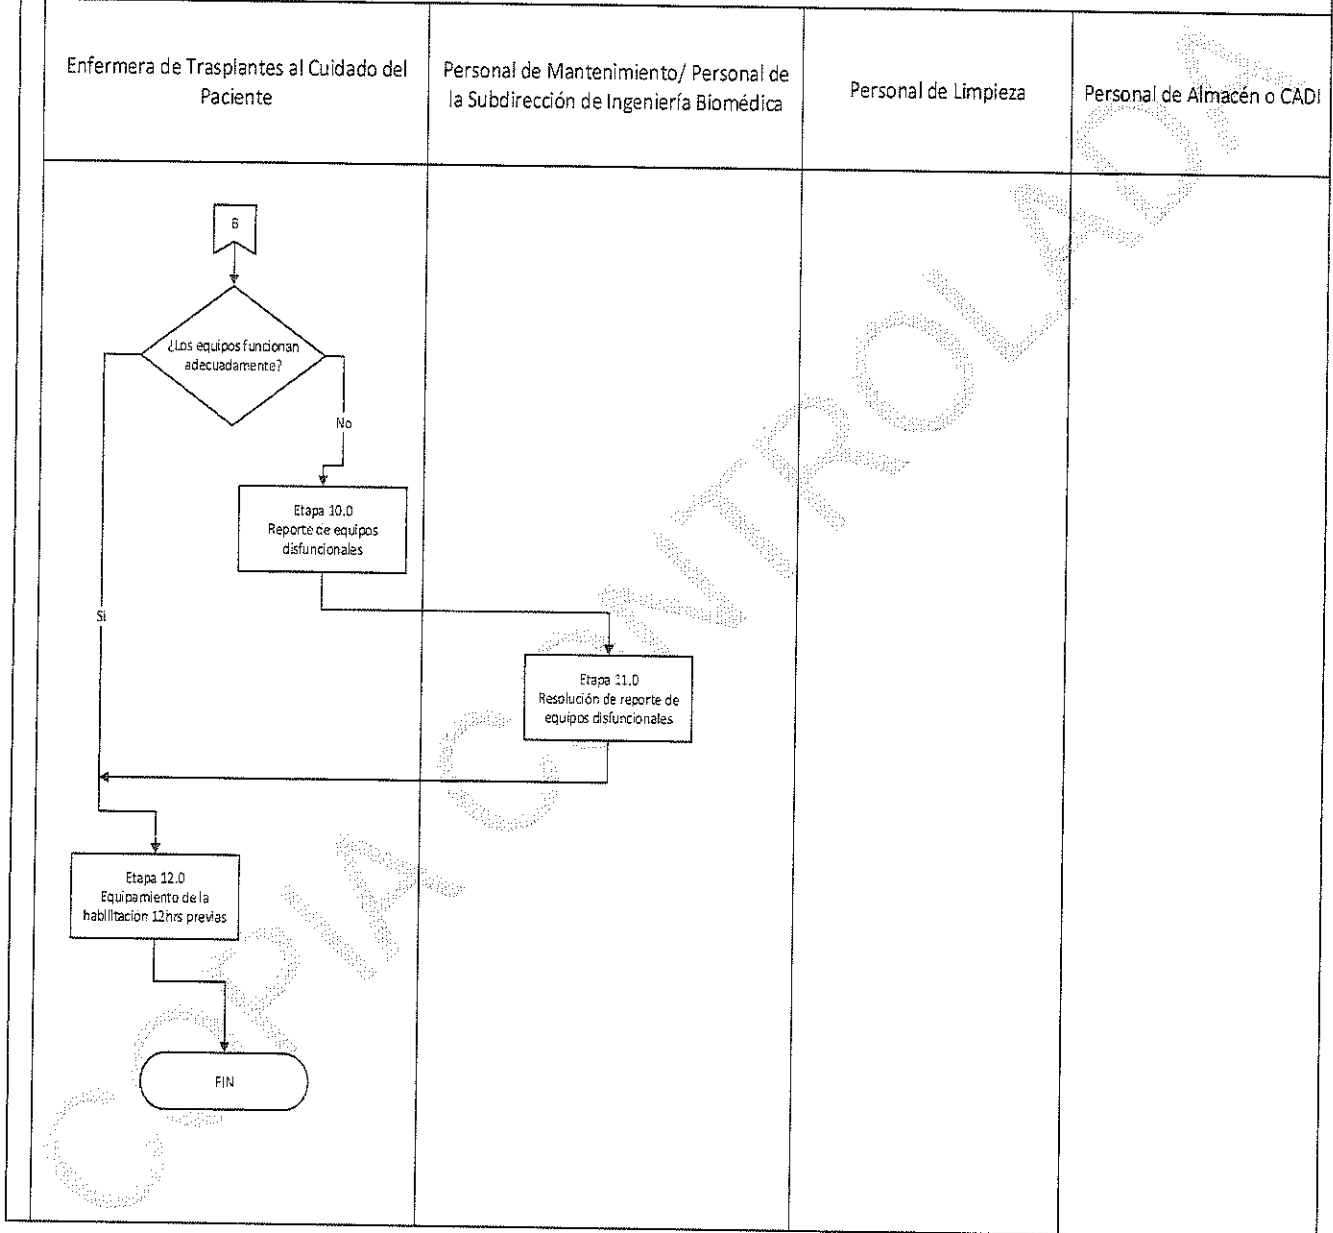 Enfermera de Trasplantes al Cuidado del
Paciente
Personal de Mantenimiento/ Personal de
la Subdirección de Ingeniería Biomédica
Personal de Limpieza
Personal de Almacén o CADI
6
¿Los equipos funcionan
adecuadamente?
No
Etapa 10.0
Reporte de equipos
disfuncionales
Si
Etapa 11.0
Resolución de reporte de
equipos disfuncionales
Etapa 12.0
Equipamiento de la
habilitación 12hrs previas
FIN
COPIA CONTROLADA